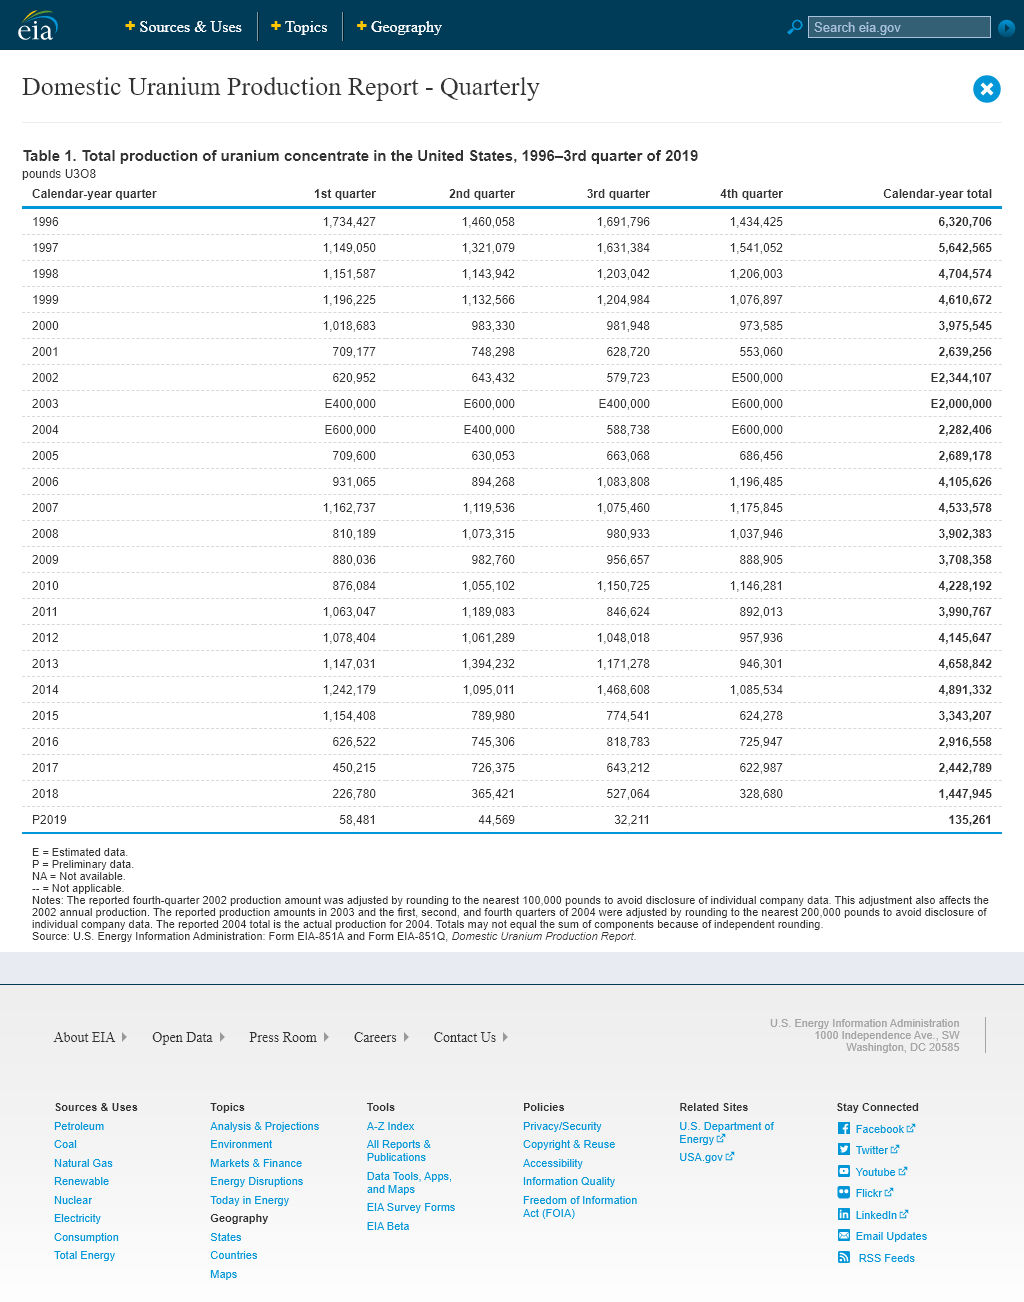 eia
Sources & Uses
Topics
Geography
Search eia.gov
Domestic Uranium Production Report - Quarterly
Table 1. Total production of uranium concentrate in the United States, 1996–3rd quarter of 2019
pounds U3O8
Calendar-year quarter 1st quarter 2nd quarter 3rd quarter 4th quarter Calendar-year total
1996 1,734,427 1,460,058 1,691,796 1,434,425 6,320,706
1997 1,149,050 1,321,079 1,631,384 1,541,052 5,642,565
1998 1,151,587 1,143,942 1,203,042 1,206,003 4,704,574
1999 1,196,225 1,132,566 1,204,984 1,076,897 4,610,672
2000 1,018,683 983,330 981,948 973,585 3,975,545
2001 709,177 748,298 628,720 553,060 2,639,256
2002 620,952 643,432 579,723 E500,000 E2,344,107
2003 E400,000 E600,000 E400,000 E600,000 E2,000,000
2004 E600,000 E400,000 588,738 E600,000 2,282,406
2005 709,600 630,053 663,068 686,456 2,689,178
2006 931,065 894,268 1,083,808 1,196,485 4,105,626
2007 1,162,737 1,119,536 1,075,460 1,175,845 4,533,578
2008 810,189 1,073,315 980,933 1,037,946 3,902,383
2009 880,036 982,760 956,657 888,905 3,708,358
2010 876,084 1,055,102 1,150,725 1,146,281 4,228,192
2011 1,063,047 1,189,083 846,624 892,013 3,990,767
2012 1,078,404 1,061,289 1,048,018 957,936 4,145,647
2013 1,147,031 1,394,232 1,171,278 946,301 4,658,842
2014 1,242,179 1,095,011 1,468,608 1,085,534 4,891,332
2015 1,154,408 789,980 774,541 624,278 3,343,207
2016 626,522 745,306 818,783 725,947 2,916,558
2017 450,215 726,375 643,212 622,987 2,442,789
2018 226,780 365,421 527,064 328,680 1,447,945
P2019 58,481 44,569 32,211 135,261
E = Estimated data.
P = Preliminary data.
NA = Not available.
-- = Not applicable.
Notes: The reported fourth-quarter 2002 production amount was adjusted by rounding to the nearest 100,000 pounds to avoid disclosure of individual company data. This adjustment also affects the
2002 annual production. The reported production amounts in 2003 and the first, second, and fourth quarters of 2004 were adjusted by rounding to the nearest 200,000 pounds to avoid disclosure of
individual company data. The reported 2004 total is the actual production for 2004. Totals may not equal the sum of components because of independent rounding.
Source: U.S. Energy Information Administration: Form EIA-851A and Form EIA-851Q, Domestic Uranium Production Report.
About EIA
Open Data
Press Room
Careers
Contact Us
U.S. Energy Information Administration
1000 Independence Ave., SW
Washington, DC 20585
Sources & Uses
Petroleum
Coal
Natural Gas
Renewable
Nuclear
Electricity
Consumption
Total Energy
Topics
Analysis & Projections
Environment
Markets & Finance
Energy Disruptions
Today in Energy
Geography
States
Countries
Maps
Tools
A-Z Index
All Reports &
Publications
Data Tools, Apps,
and Maps
EIA Survey Forms
EIA Beta
Policies
Privacy/Security
Copyright & Reuse
Accessibility
Information Quality
Freedom of Information
Act (FOIA)
Related Sites
U.S. Department of
Energy
USA.gov
Stay Connected
Facebook
Twitter
Youtube
Flickr
LinkedIn
Email Updates
RSS Feeds